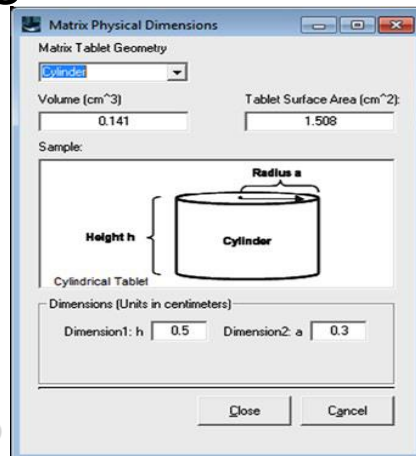 Matrix Physical Dimensions
Matrix Tablet Geometry
Cylinder
Volume (cm^3)
Tablet Surface Area (cm^2):
0.141
1.508
Sample:
Radius a
Height h
Cylinder
Cylindrical Tablet
Dimensions (Units in centimeters)
Dimension1: h 0.5 Dimension2: a 0.3
Close Cancel